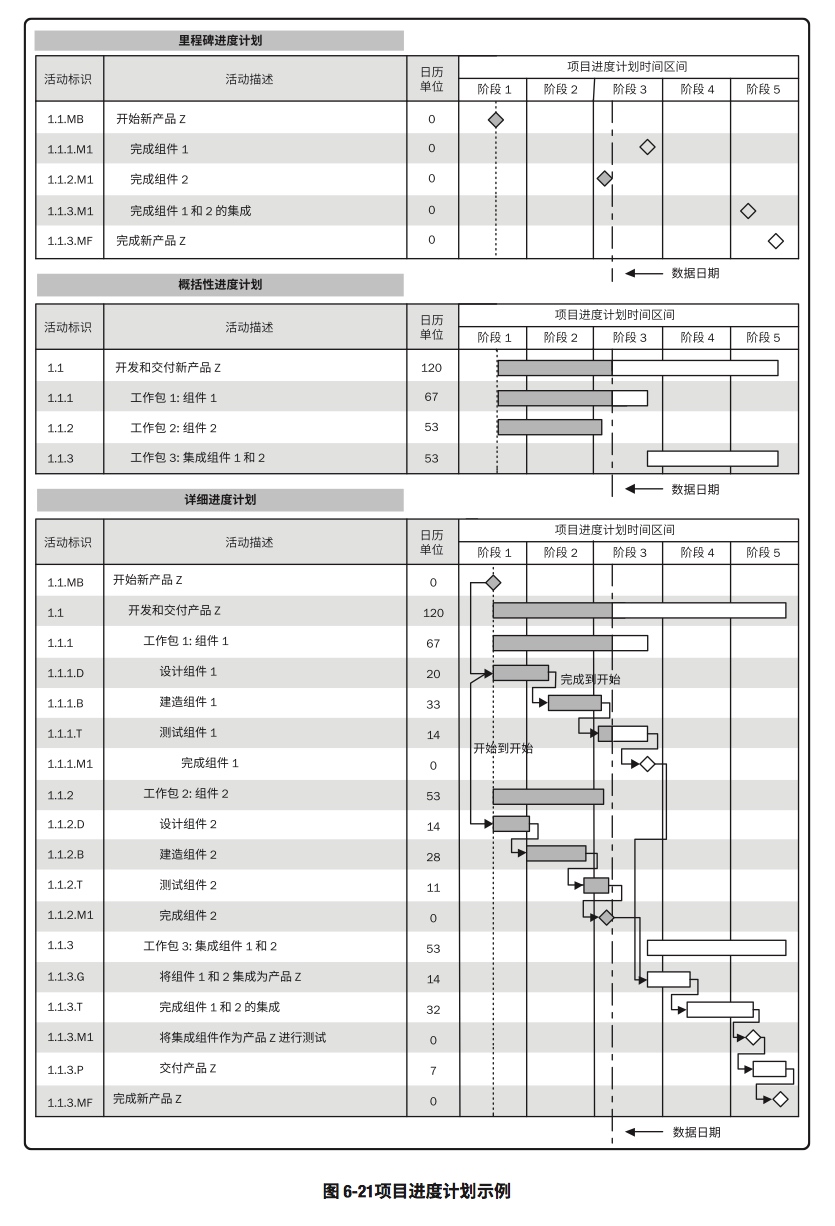 里程碑进度计划
活动标识 活动描述 日历单位 项目进度计划时间区间
阶段 1 阶段 2 阶段 3 阶段 4 阶段 5
1.1.MB 开始新产品 Z 0
1.1.1.M1 完成组件 1 0
1.1.2.M1 完成组件 2 0
1.1.3.M1 完成组件 1 和 2 的集成 0
1.1.3.MF 完成新产品 Z 0
数据日期
概括性进度计划
活动标识 活动描述 日历单位 项目进度计划时间区间
阶段 1 阶段 2 阶段 3 阶段 4 阶段 5
1.1 开发和交付新产品 Z 120
1.1.1 工作包 1: 组件 1 67
1.1.2 工作包 2: 组件 2 53
1.1.3 工作包 3: 集成组件 1 和 2 53
数据日期
详细进度计划
活动标识 活动描述 日历单位 项目进度计划时间区间
阶段 1 阶段 2 阶段 3 阶段 4 阶段 5
1.1.MB 开始新产品 Z 0
1.1 开发和交付产品 Z 120
1.1.1 工作包 1: 组件 1 67
1.1.1.D 设计组件 1 20
完成到开始
1.1.1.B 建造组件 1 33
1.1.1.T 测试组件 1 14
开始到开始
1.1.1.M1 完成组件 1 0
1.1.2 工作包 2: 组件 2 53
1.1.2.D 设计组件 2 14
1.1.2.B 建造组件 2 28
1.1.2.T 测试组件 2 11
1.1.2.M1 完成组件 2 0
1.1.3 工作包 3: 集成组件 1 和 2 53
1.1.3.G 将组件 1 和 2 集成为产品 Z 14
1.1.3.T 完成组件 1 和 2 的集成 32
1.1.3.M1 将集成组件作为产品 Z 进行测试 0
1.1.3.P 交付产品 Z 7
1.1.3.MF 完成新产品 Z 0
数据日期
图 6-21项目进度计划示例